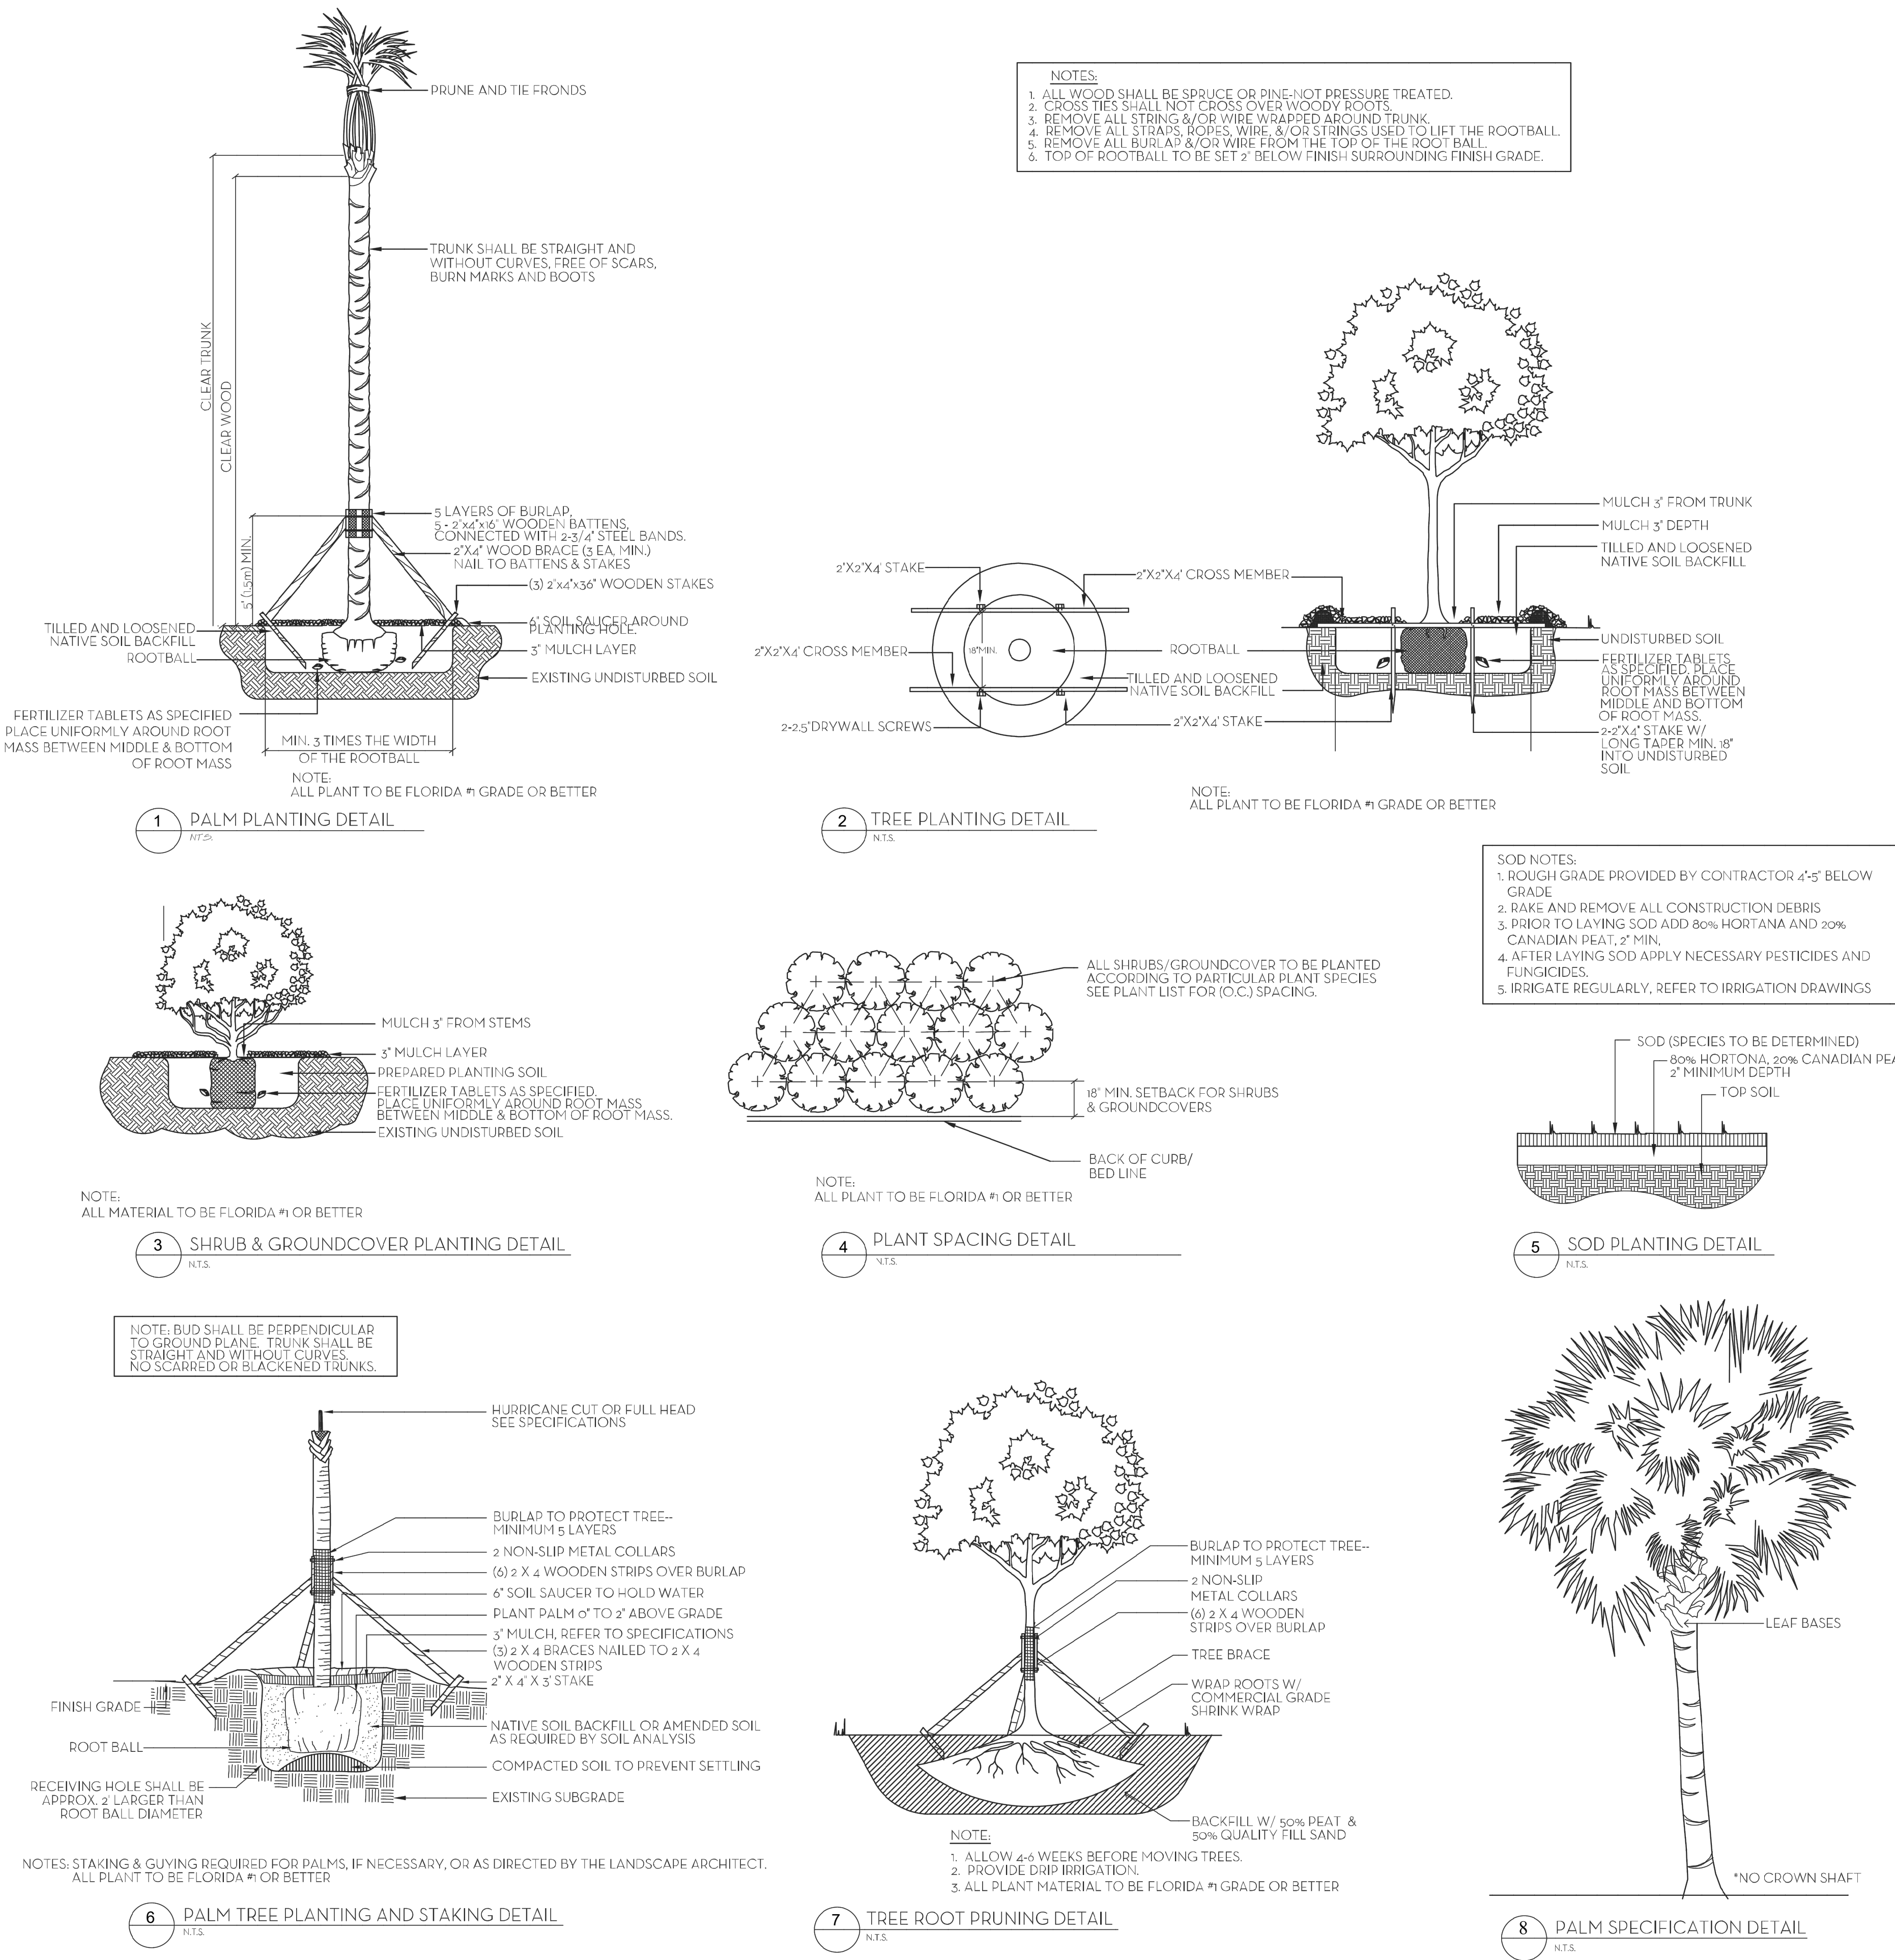 PRUNE AND TIE FRONDS
TRUNK SHALL BE STRAIGHT AND
WITHOUT CURVES, FREE OF SCARS,
BURN MARKS AND BOOTS
CLEAR TRUNK
CLEAR WOOD
5" (1.5m) MIN.
5 LAYERS OF BURLAP,
5 - 2"x4"x16" WOODEN BATTENS,
CONNECTED WITH 2-3/4" STEEL BANDS.
2"X4" WOOD BRACE (3 EA, MIN.)
NAIL TO BATTENS & STAKES
(3) 2"x4"x36" WOODEN STAKES
6" SOIL SAUCER AROUND
PLANTING HOLE.
3" MULCH LAYER
EXISTING UNDISTURBED SOIL
TILLED AND LOOSENED
NATIVE SOIL BACKFILL
ROOTBALL
FERTILIZER TABLETS AS SPECIFIED
PLACE UNIFORMLY AROUND ROOT
MASS BETWEEN MIDDLE & BOTTOM
OF ROOT MASS
MIN. 3 TIMES THE WIDTH
OF THE ROOTBALL
NOTE:
ALL PLANT TO BE FLORIDA #1 GRADE OR BETTER
1 PALM PLANTING DETAIL
N.T.S.
NOTES:
1. ALL WOOD SHALL BE SPRUCE OR PINE-NOT PRESSURE TREATED.
2. CROSS TIES SHALL NOT CROSS OVER WOODY ROOTS.
3. REMOVE ALL STRING &/OR WIRE WRAPPED AROUND TRUNK.
4. REMOVE ALL STRAPS, ROPES, WIRE, &/OR STRINGS USED TO LIFT THE ROOTBALL.
5. REMOVE ALL BURLAP &/OR WIRE FROM THE TOP OF THE ROOT BALL.
6. TOP OF ROOTBALL TO BE SET 2" BELOW FINISH SURROUNDING FINISH GRADE.
2"X2"X4' STAKE
2"X2"X4' CROSS MEMBER
2"X2"X4' CROSS MEMBER
18"MIN.
ROOTBALL
TILLED AND LOOSENED
NATIVE SOIL BACKFILL
2-2.5"DRYWALL SCREWS
2"X2"X4' STAKE
MULCH 3" FROM TRUNK
MULCH 3" DEPTH
TILLED AND LOOSENED
NATIVE SOIL BACKFILL
UNDISTURBED SOIL
FERTILIZER TABLETS
AS SPECIFIED, PLACE
UNIFORMLY AROUND
ROOT MASS BETWEEN
MIDDLE AND BOTTOM
OF ROOT MASS.
2-2"X4" STAKE W/
LONG TAPER MIN. 18"
INTO UNDISTURBED
SOIL
NOTE:
ALL PLANT TO BE FLORIDA #1 GRADE OR BETTER
2 TREE PLANTING DETAIL
N.T.S.
MULCH 3" FROM STEMS
3" MULCH LAYER
PREPARED PLANTING SOIL
FERTILIZER TABLETS AS SPECIFIED.
PLACE UNIFORMLY AROUND ROOT MASS
BETWEEN MIDDLE & BOTTOM OF ROOT MASS.
EXISTING UNDISTURBED SOIL
NOTE:
ALL MATERIAL TO BE FLORIDA #1 OR BETTER
3 SHRUB & GROUNDCOVER PLANTING DETAIL
N.T.S.
ALL SHRUBS/GROUNDCOVER TO BE PLANTED
ACCORDING TO PARTICULAR PLANT SPECIES
SEE PLANT LIST FOR (O.C.) SPACING.
18" MIN. SETBACK FOR SHRUBS
& GROUNDCOVERS
BACK OF CURB/
BED LINE
NOTE:
ALL PLANT TO BE FLORIDA #1 OR BETTER
4 PLANT SPACING DETAIL
N.T.S.
SOD NOTES:
1. ROUGH GRADE PROVIDED BY CONTRACTOR 4"-5" BELOW
GRADE
2. RAKE AND REMOVE ALL CONSTRUCTION DEBRIS
3. PRIOR TO LAYING SOD ADD 80% HORTANA AND 20%
CANADIAN PEAT, 2" MIN,
4. AFTER LAYING SOD APPLY NECESSARY PESTICIDES AND
FUNGICIDES.
5. IRRIGATE REGULARLY, REFER TO IRRIGATION DRAWINGS
SOD (SPECIES TO BE DETERMINED)
80% HORTONA, 20% CANADIAN PEA
2" MINIMUM DEPTH
TOP SOIL
5 SOD PLANTING DETAIL
N.T.S.
NOTE: BUD SHALL BE PERPENDICULAR
TO GROUND PLANE. TRUNK SHALL BE
STRAIGHT AND WITHOUT CURVES.
NO SCARRED OR BLACKENED TRUNKS.
HURRICANE CUT OR FULL HEAD
SEE SPECIFICATIONS
BURLAP TO PROTECT TREE--
MINIMUM 5 LAYERS
2 NON-SLIP METAL COLLARS
(6) 2 X 4 WOODEN STRIPS OVER BURLAP
6" SOIL SAUCER TO HOLD WATER
PLANT PALM 0" TO 2" ABOVE GRADE
3" MULCH, REFER TO SPECIFICATIONS
(3) 2 X 4 BRACES NAILED TO 2 X 4
WOODEN STRIPS
2" X 4" X 3' STAKE
FINISH GRADE
NATIVE SOIL BACKFILL OR AMENDED SOIL
AS REQUIRED BY SOIL ANALYSIS
ROOT BALL
COMPACTED SOIL TO PREVENT SETTLING
RECEIVING HOLE SHALL BE
APPROX. 2' LARGER THAN
ROOT BALL DIAMETER
EXISTING SUBGRADE
NOTES: STAKING & GUYING REQUIRED FOR PALMS, IF NECESSARY, OR AS DIRECTED BY THE LANDSCAPE ARCHITECT.
ALL PLANT TO BE FLORIDA #1 OR BETTER
6 PALM TREE PLANTING AND STAKING DETAIL
N.T.S.
BURLAP TO PROTECT TREE--
MINIMUM 5 LAYERS
2 NON-SLIP
METAL COLLARS
(6) 2 X 4 WOODEN
STRIPS OVER BURLAP
TREE BRACE
WRAP ROOTS W/
COMMERCIAL GRADE
SHRINK WRAP
BACKFILL W/ 50% PEAT &
50% QUALITY FILL SAND
NOTE:
1. ALLOW 4-6 WEEKS BEFORE MOVING TREES.
2. PROVIDE DRIP IRRIGATION.
3. ALL PLANT MATERIAL TO BE FLORIDA #1 GRADE OR BETTER
7 TREE ROOT PRUNING DETAIL
N.T.S.
LEAF BASES
*NO CROWN SHAFT
8 PALM SPECIFICATION DETAIL
N.T.S.